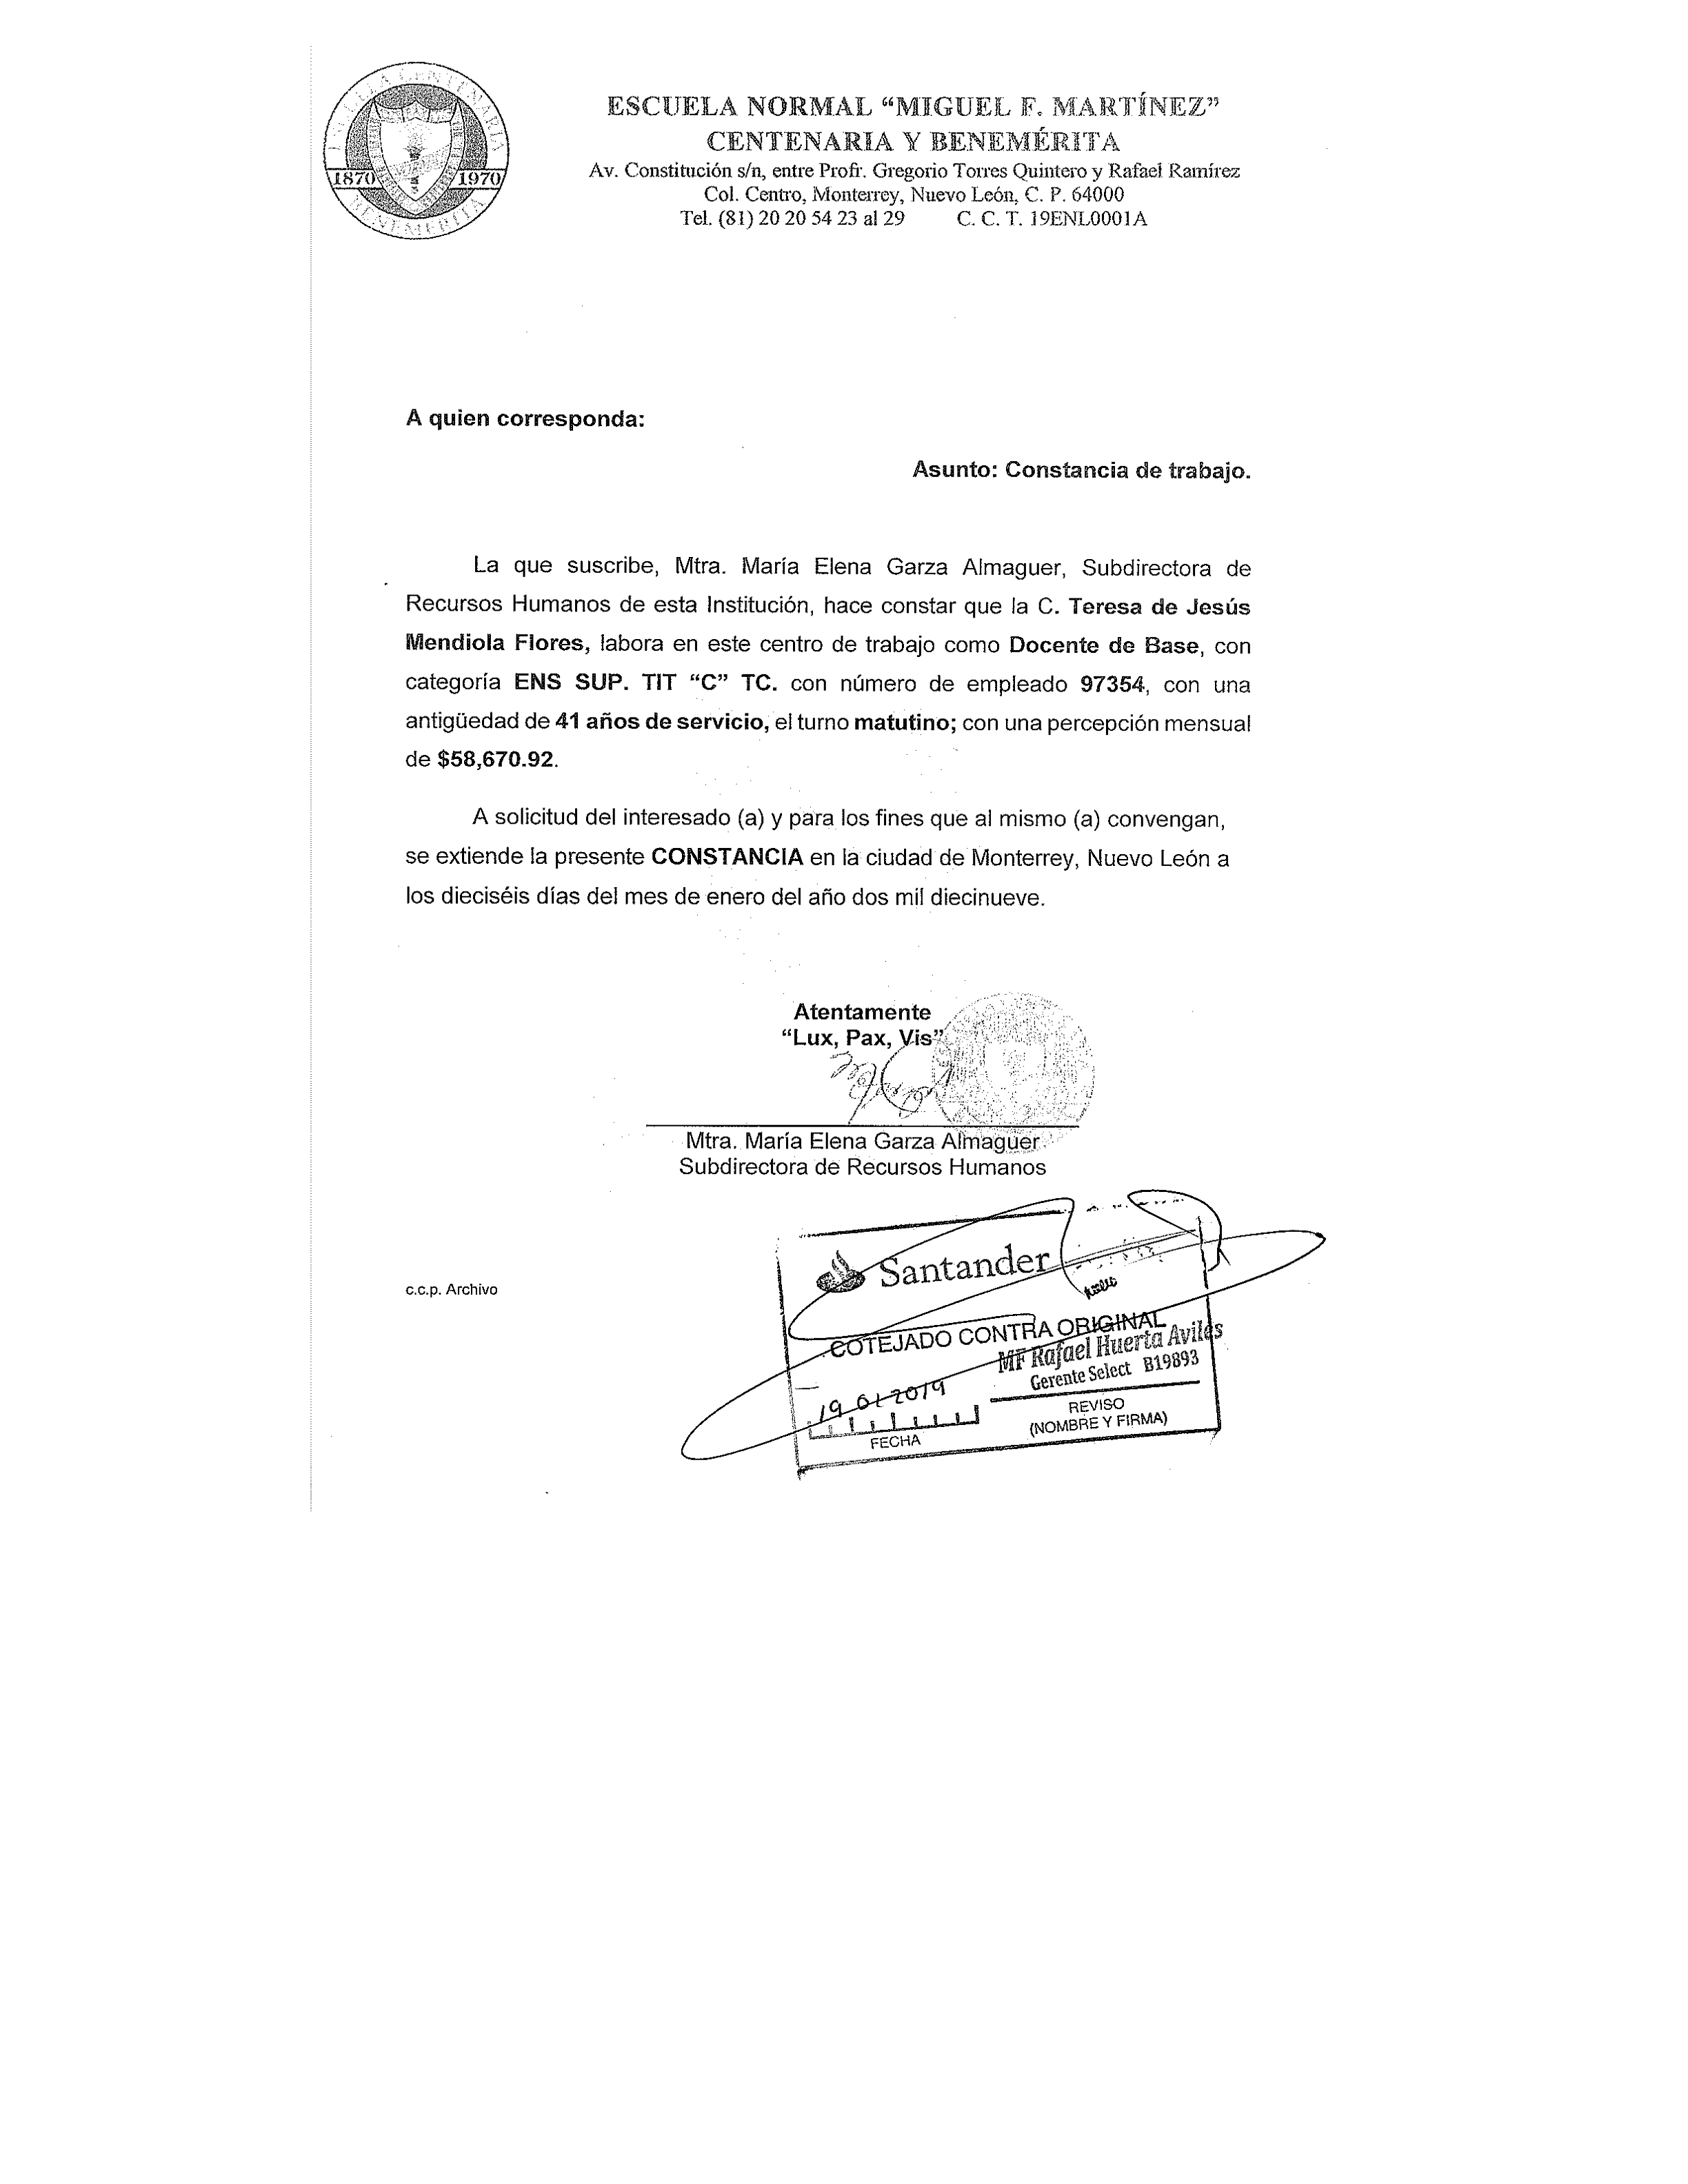 1870 1970
ESCUELA NORMAL “MIGUEL F. MARTÍNEZ”
CENTENARIA Y BENEMÉRITA
Av. Constitución s/n, entre Profr. Gregorio Torres Quintero y Rafael Ramírez
Col. Centro, Monterrey, Nuevo León, C. P. 64000
Tel. (81) 20 20 54 23 al 29 C. C. T. 19ENL0001A
A quien corresponda:
Asunto: Constancia de trabajo.
La que suscribe, Mtra. María Elena Garza Almaguer, Subdirectora de
Recursos Humanos de esta Institución, hace constar que la C. Teresa de Jesús
Mendiola Flores, labora en este centro de trabajo como Docente de Base, con
categoría ENS SUP. TIT “C” TC. con número de empleado 97354, con una
antigüedad de 41 años de servicio, el turno matutino; con una percepción mensual
de $58,670.92.
A solicitud del interesado (a) y para los fines que al mismo (a) convengan,
se extiende la presente CONSTANCIA en la ciudad de Monterrey, Nuevo León a
los dieciséis días del mes de enero del año dos mil diecinueve.
Atentamente
“Lux, Pax, Vis”
Mtra. María Elena Garza Almaguer
Subdirectora de Recursos Humanos
c.c.p. Archivo
Santander
COTEJADO CONTRA ORIGINAL
MF Rafael Huerta Aviles
Gerente Select B19893
19 01 2019
FECHA
REVISO
(NOMBRE Y FIRMA)